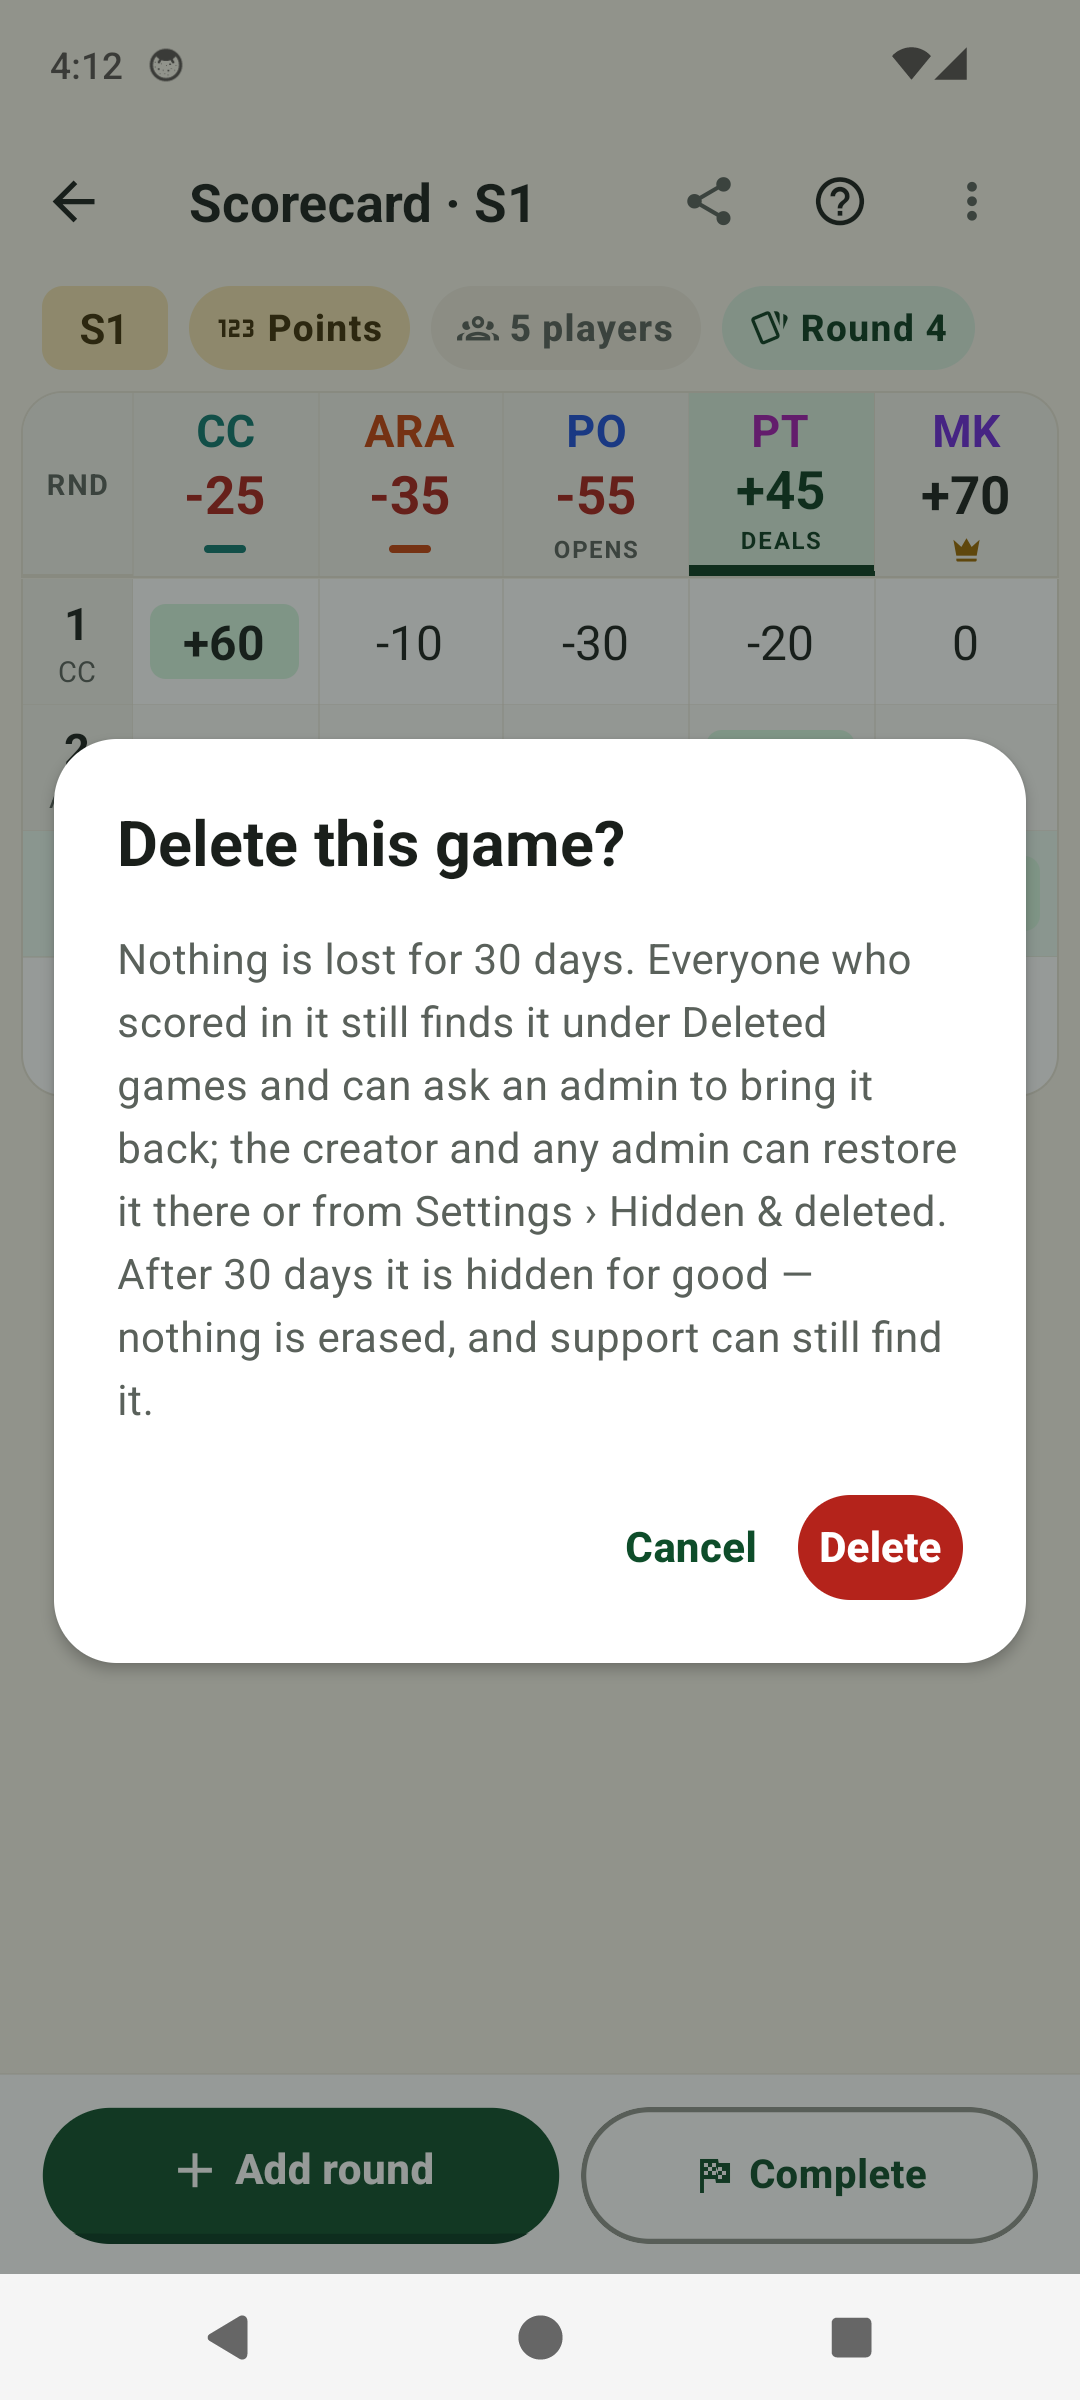 4:12
Scorecard · S1
S1
123 Points
5 players
Round 4
RND
CC
ARA
PO
PT
MK
-25
-35
-55
+45
+70
OPENS
DEALS
1
CC
+60
-10
-30
-20
0
2
Delete this game?
Nothing is lost for 30 days. Everyone who
scored in it still finds it under Deleted
games and can ask an admin to bring it
back; the creator and any admin can restore
it there or from Settings › Hidden & deleted.
After 30 days it is hidden for good —
nothing is erased, and support can still find
it.
Cancel
Delete
Add round
Complete